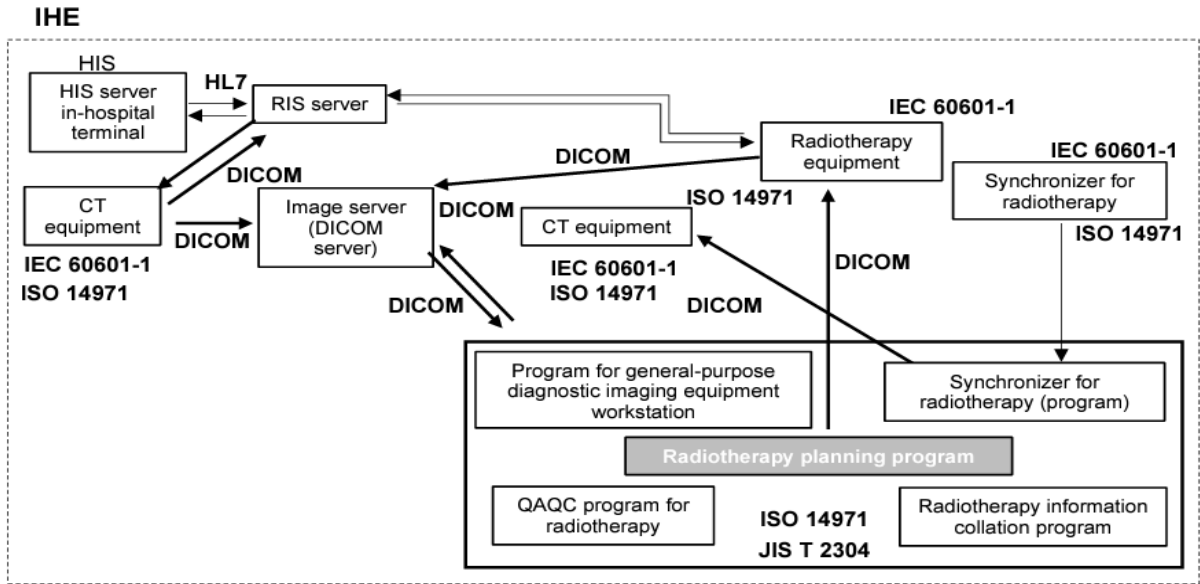 IHE
HIS
HIS server
in-hospital
terminal
HL7
RIS server
IEC 60601-1
Radiotherapy
equipment
IEC 60601-1
Synchronizer for
radiotherapy
ISO 14971
DICOM
DICOM
CT
equipment
DICOM
IEC 60601-1
ISO 14971
Image server
(DICOM
server)
DICOM
ISO 14971
CT equipment
IEC 60601-1
ISO 14971
DICOM
DICOM
DICOM
Program for general-purpose
diagnostic imaging equipment
workstation
Synchronizer for
radiotherapy (program)
Radiotherapy planning program
QAQC program for
radiotherapy
ISO 14971
JIS T 2304
Radiotherapy information
collation program